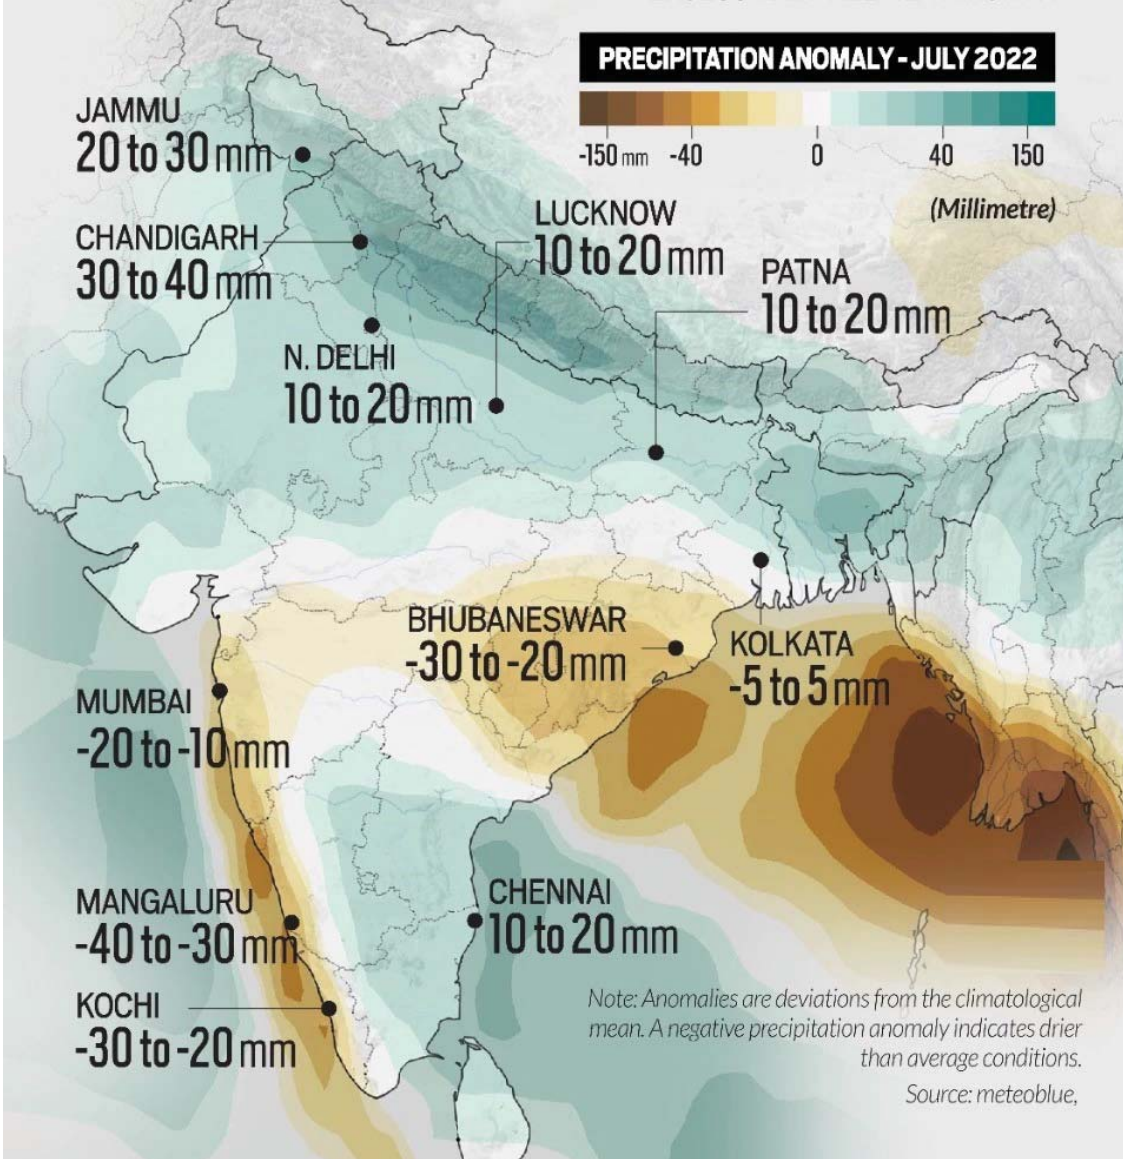 PRECIPITATION ANOMALY - JULY 2022
-150 mm -40 0 40 150
(Millimetre)
JAMMU
20 to 30 mm
CHANDIGARH
30 to 40 mm
LUCKNOW
10 to 20 mm
PATNA
10 to 20 mm
N. DELHI
10 to 20 mm
BHUBANESWAR
-30 to -20 mm
KOLKATA
-5 to 5 mm
MUMBAI
-20 to -10 mm
MANGALURU
-40 to -30 mm
CHENNAI
10 to 20 mm
KOCHI
-30 to -20 mm
Note: Anomalies are deviations from the climatological
mean. A negative precipitation anomaly indicates drier
than average conditions.
Source: meteoblue,